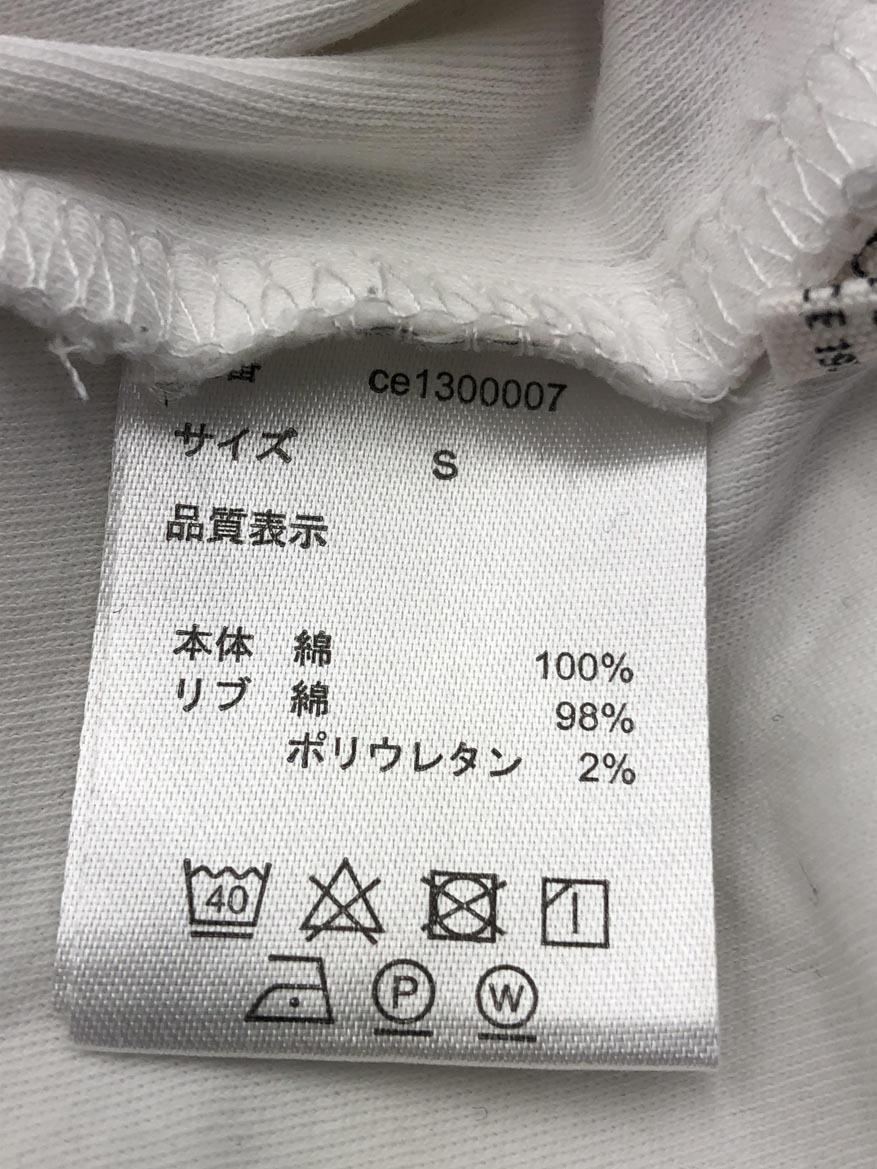 番 ce1300007
サイズ S
品質表示
本体 綿 100%
リブ 綿 98%
ポリウレタン 2%
40
P W